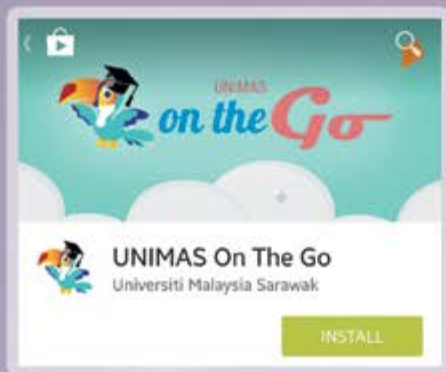 UNIMAS
on the Go
UNIMAS On The Go
Universiti Malaysia Sarawak
INSTALL